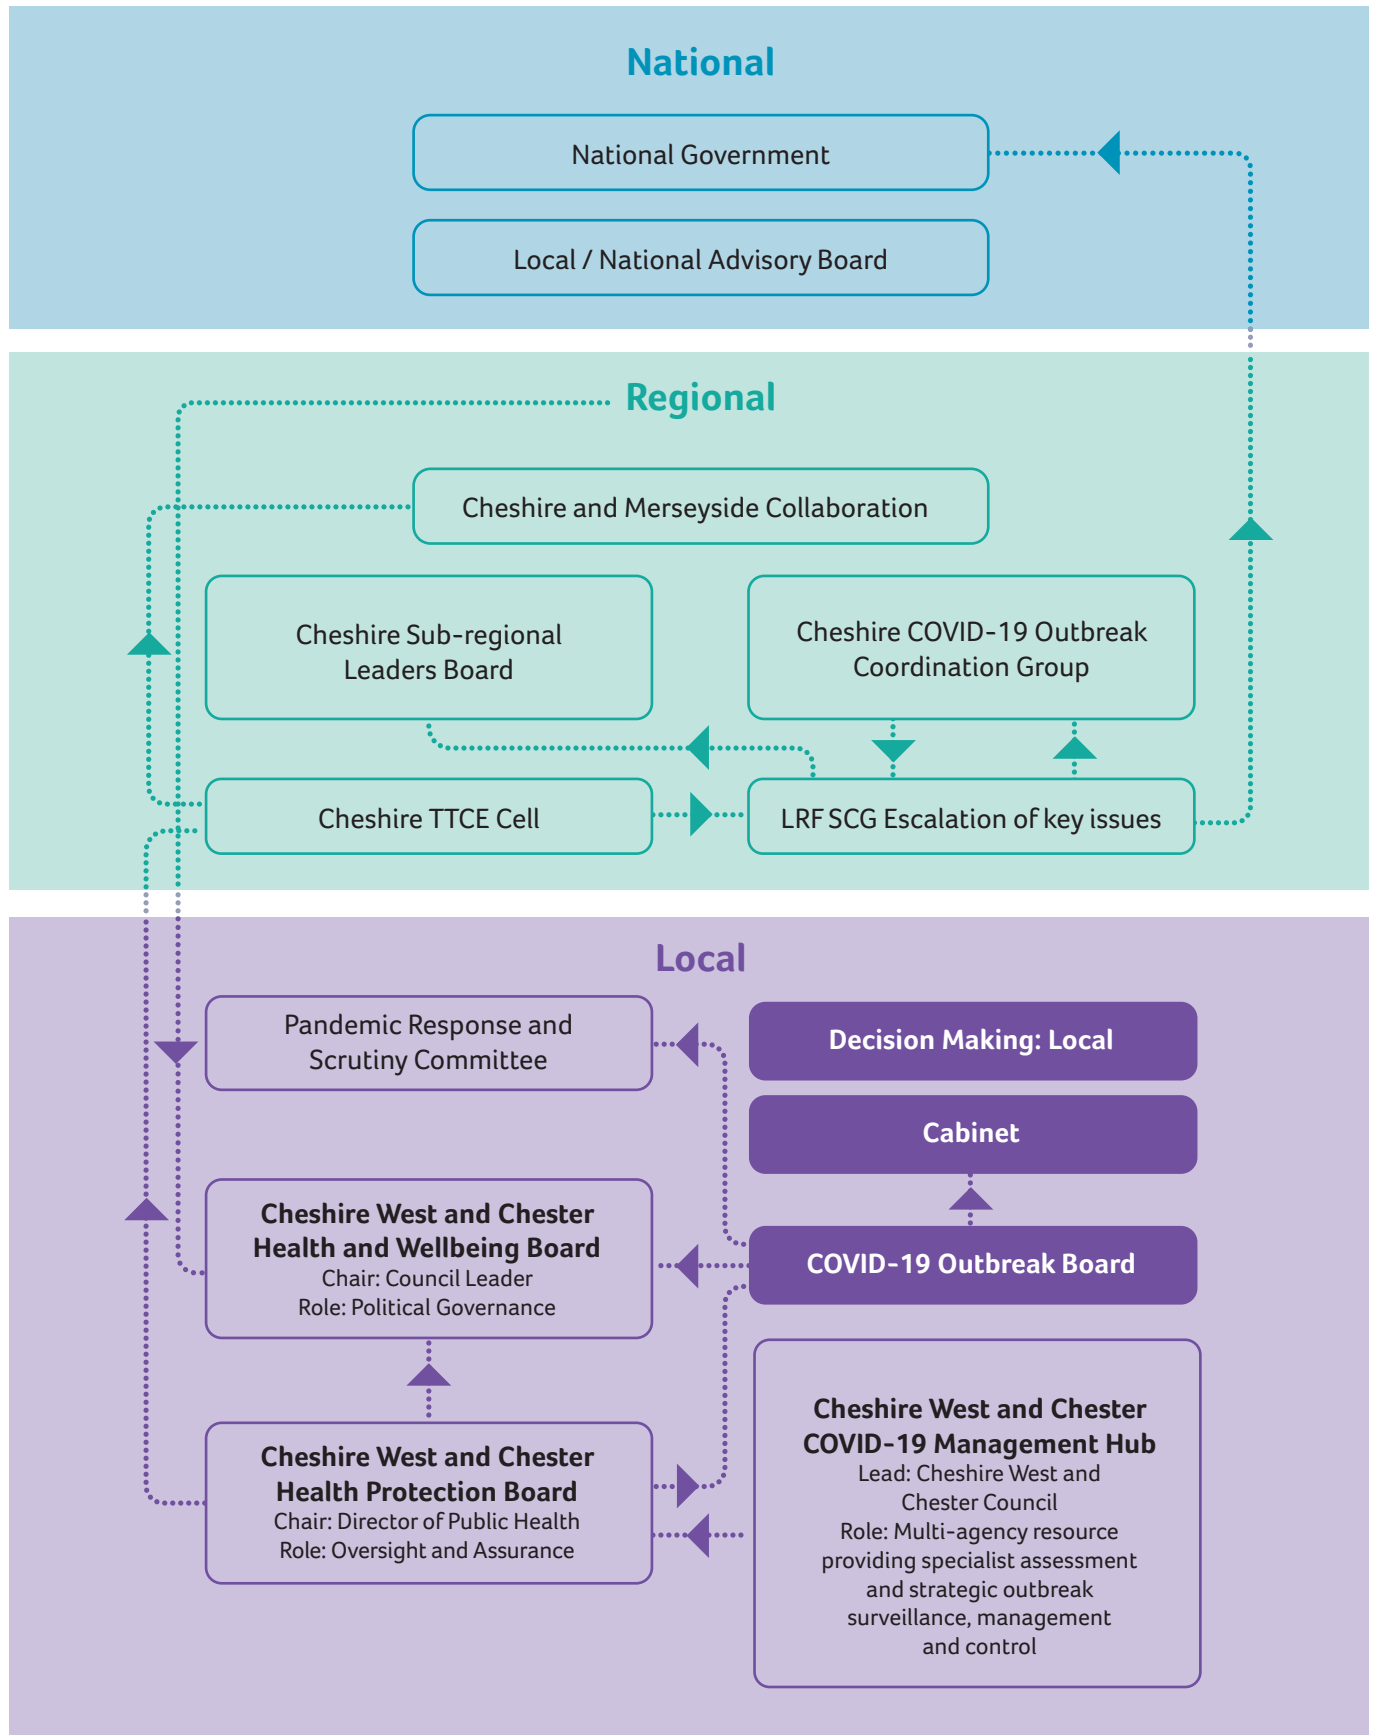 National
National Government
Local / National Advisory Board
Regional
Cheshire and Merseyside Collaboration
Cheshire Sub-regional
Leaders Board
Cheshire COVID-19 Outbreak
Coordination Group
Cheshire TTCE Cell
LRF SCG Escalation of key issues
Local
Pandemic Response and
Scrutiny Committee
Decision Making: Local
Cabinet
Cheshire West and Chester
Health and Wellbeing Board
Chair: Council Leader
Role: Political Governance
COVID-19 Outbreak Board
Cheshire West and Chester
Health Protection Board
Chair: Director of Public Health
Role: Oversight and Assurance
Cheshire West and Chester
COVID-19 Management Hub
Lead: Cheshire West and
Chester Council
Role: Multi-agency resource
providing specialist assessment
and strategic outbreak
surveillance, management
and control